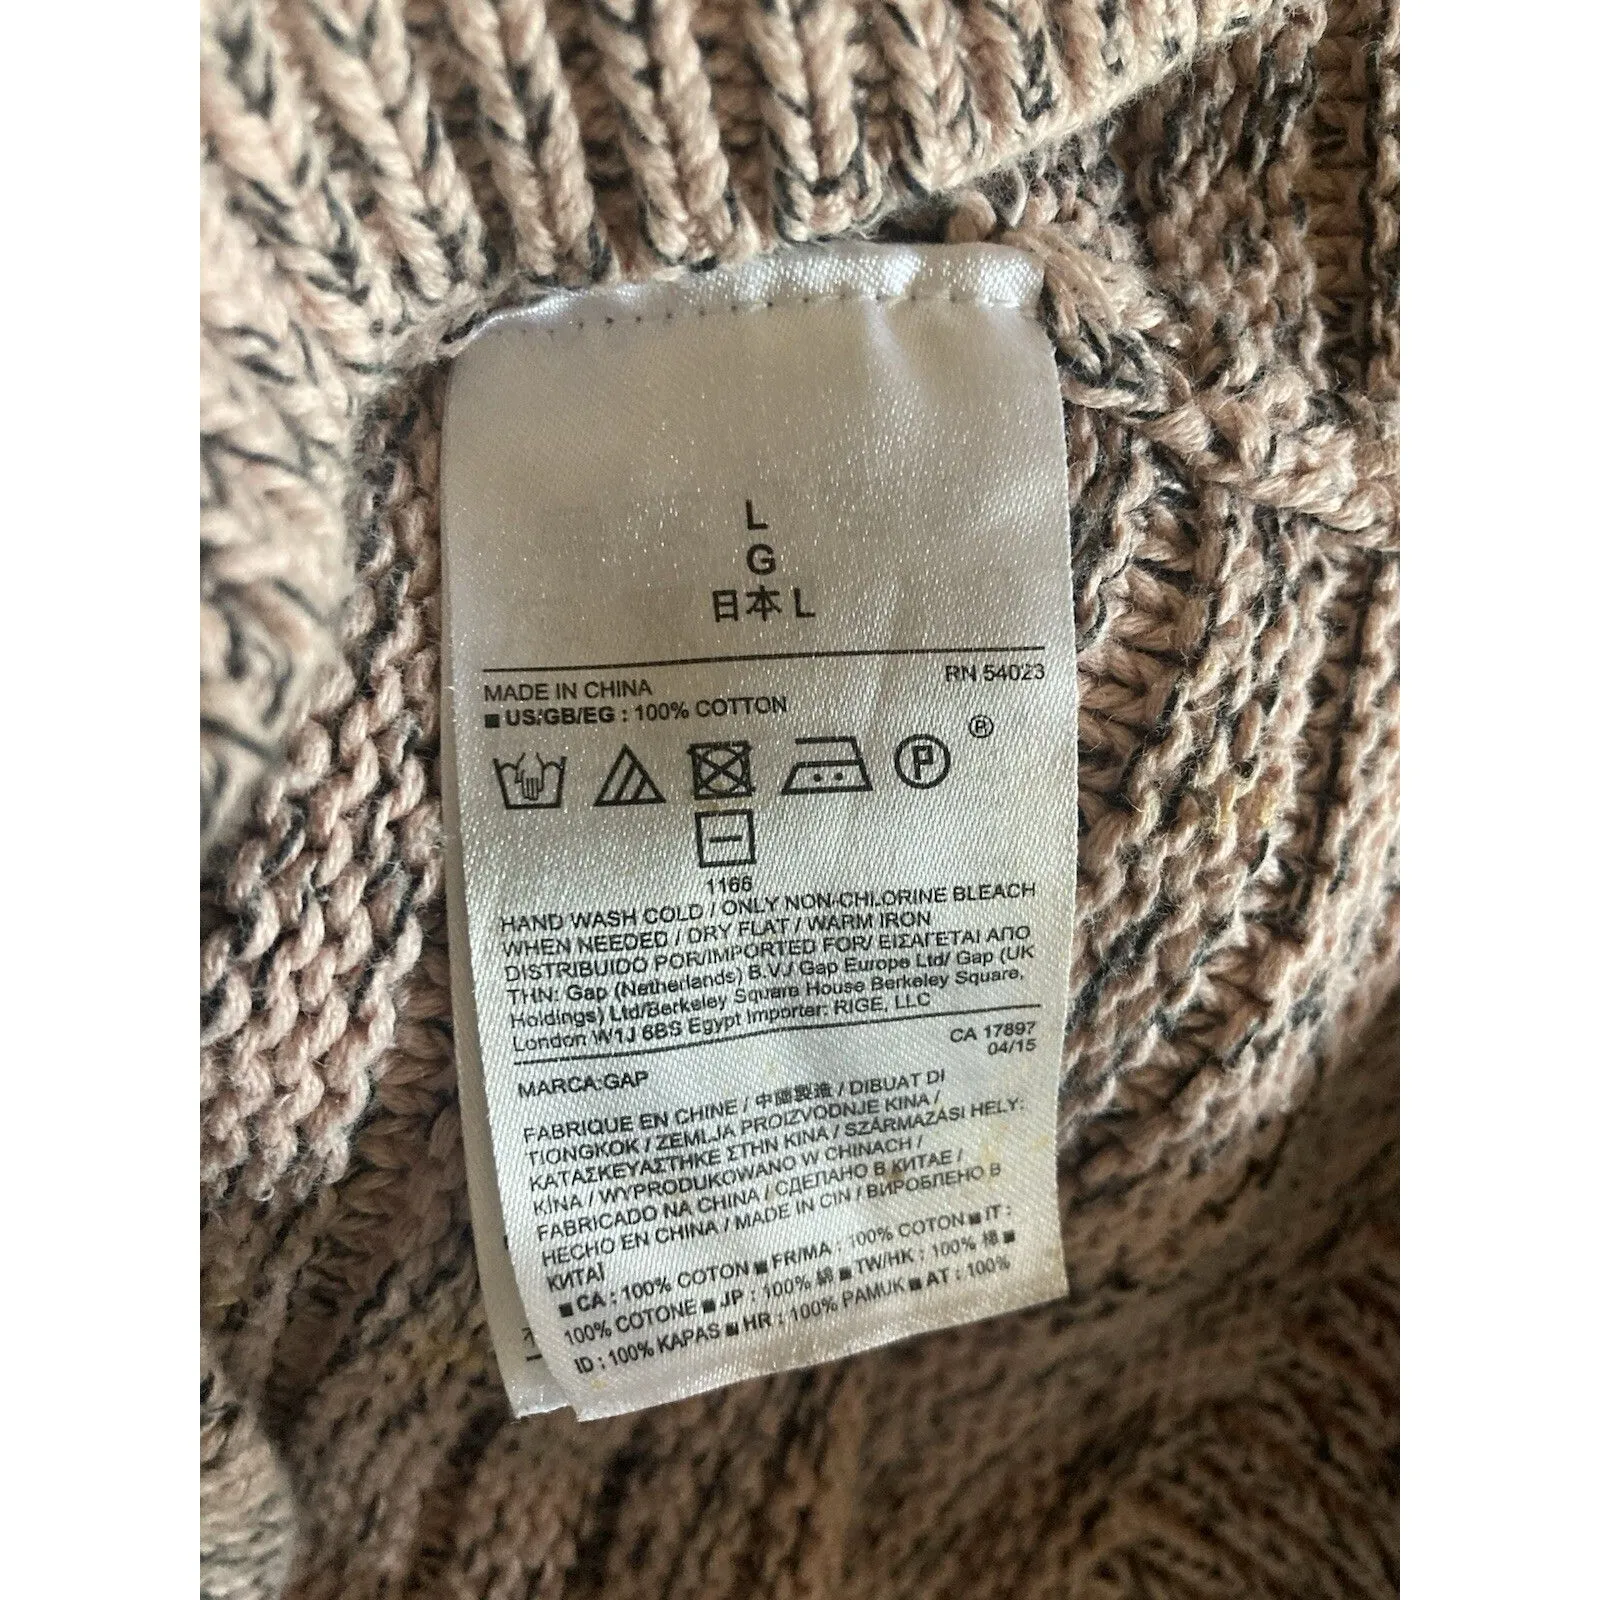 L
G
日本 L
RN 54023
MADE IN CHINA
■ US/GB/EG : 100% COTTON
®
P
1166
HAND WASH COLD / ONLY NON-CHLORINE BLEACH
WHEN NEEDED / DRY FLAT / WARM IRON
DISTRIBUIDO POR/IMPORTED FOR/ ΕΙΣΑΓΕΤΑΙ ΑΠΟ
THN: Gap (Netherlands) B.V./ Gap Europe Ltd/ Gap (UK
Holdings) Ltd/Berkeley Square House Berkeley Square,
London W1J 6BS Egypt Importer: RIGE, LLC
CA 17897
04/15
MARCA:GAP
FABRIQUE EN CHINE / 中國製造 / DIBUAT DI
TIONGKOK / ZEMLJA PROIZVODNJE KINA /
ΚΑΤΑΣΚΕΥΑΣΤΗΚΕ ΣΤΗΝ ΚΙΝΑ / SZÁRMAZÁSI HELY:
KÍNA / WYPRODUKOWANO W CHINACH /
FABRICADO NA CHINA / СДЕЛАНО В КИТАЕ /
HECHO EN CHINA / MADE IN CIN / ВИРОБЛЕНО В
КИТАІ
■ CA : 100% COTON ■ FR/MA : 100% COTON ■ IT :
100% COTONE ■ JP : 100% 綿 ■ TW/HK : 100% 棉 ■
ID : 100% KAPAS ■ HR : 100% PAMUK ■ AT : 100%